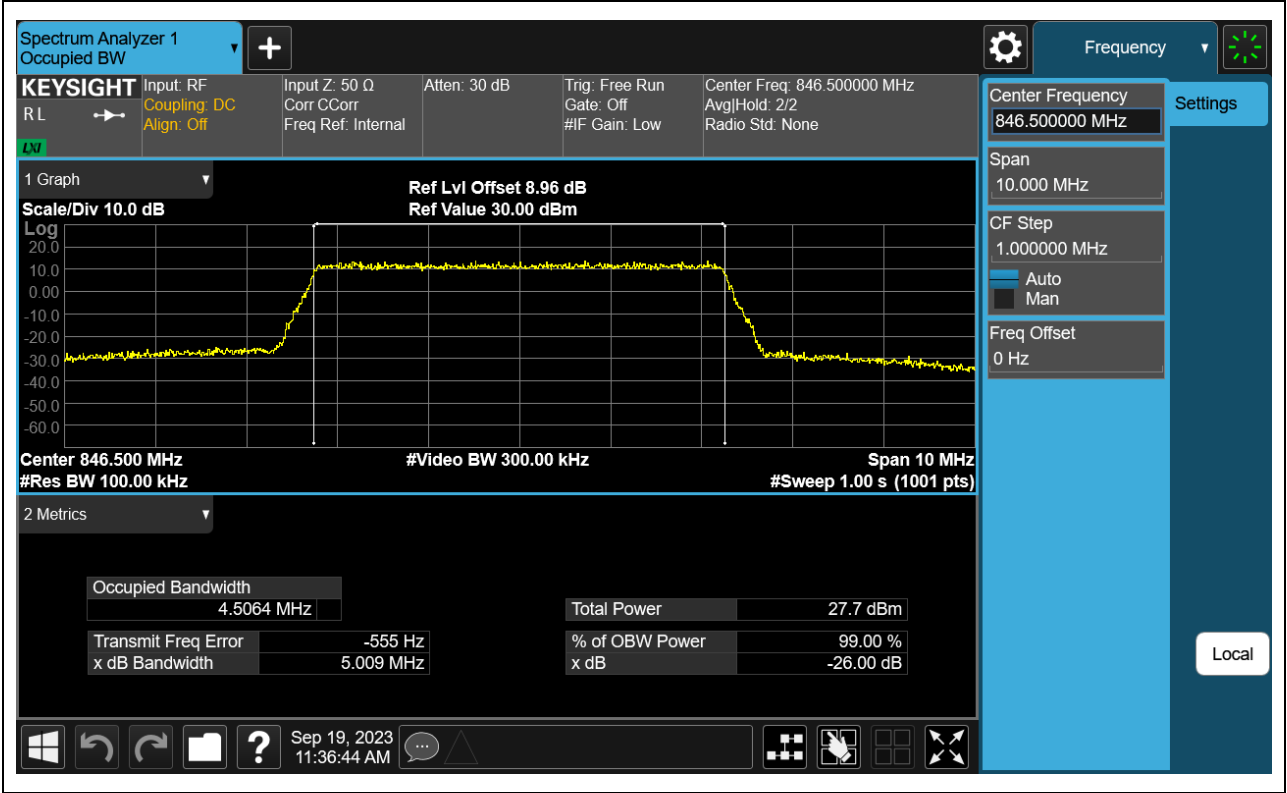 Spectrum Analyzer 1
Occupied BW
Frequency
KEYSIGHT
R L
LXI
Input: RF
Coupling: DC
Align: Off
Input Z: 50 Ω
Corr CCorr
Freq Ref: Internal
Atten: 30 dB
Trig: Free Run
Gate: Off
#IF Gain: Low
Center Freq: 846.500000 MHz
Avg|Hold: 2/2
Radio Std: None
Center Frequency
846.500000 MHz
Settings
Span
10.000 MHz
CF Step
1.000000 MHz
Auto
Man
Freq Offset
0 Hz
Local
1 Graph
Scale/Div 10.0 dB
Ref Lvl Offset 8.96 dB
Ref Value 30.00 dBm
Log
20.0
10.0
0.00
-10.0
-20.0
-30.0
-40.0
-50.0
-60.0
Center 846.500 MHz
#Video BW 300.00 kHz
Span 10 MHz
#Res BW 100.00 kHz
#Sweep 1.00 s (1001 pts)
2 Metrics
Occupied Bandwidth
4.5064 MHz
Total Power 27.7 dBm
Transmit Freq Error -555 Hz
% of OBW Power 99.00 %
x dB Bandwidth 5.009 MHz
x dB -26.00 dB
?
Sep 19, 2023
11:36:44 AM